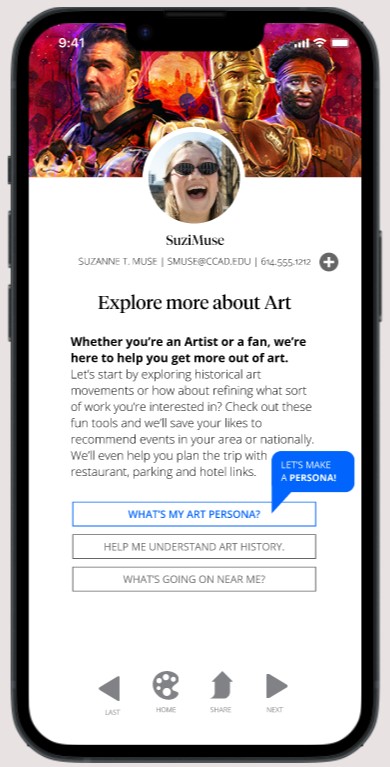 9:41
SuziMuse
SUZANNE T. MUSE | SMUSE@CCAD.EDU | 614.555.1212
Explore more about Art
Whether you're an Artist or a fan, we're
here to help you get more out of art.
Let's start by exploring historical art
movements or how about refining what sort
of work you're interested in? Check out these
fun tools and we'll save your likes to
recommend events in your area or nationally.
We'll even help you plan the trip with
restaurant, parking and hotel links.
LET'S MAKE
A PERSONA!
WHAT'S MY ART PERSONA?
HELP ME UNDERSTAND ART HISTORY.
WHAT'S GOING ON NEAR ME?
LAST HOME SHARE NEXT